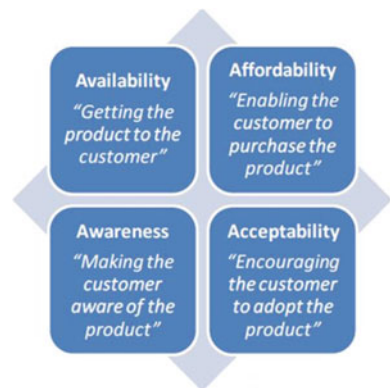 Availability
“Getting the
product to the
customer”
Affordability
“Enabling the
customer to
purchase the
product”
Awareness
“Making the
customer
aware of the
product”
Acceptability
“Encouraging
the customer
to adopt the
product”